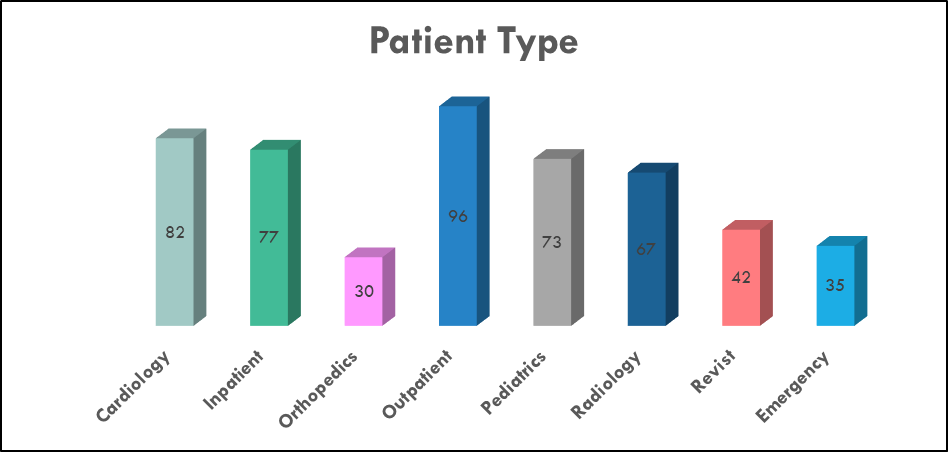 Patient Type
82
77
30
96
73
67
42
35
Cardiology
Inpatient
Orthopedics
Outpatient
Pediatrics
Radiology
Revist
Emergency